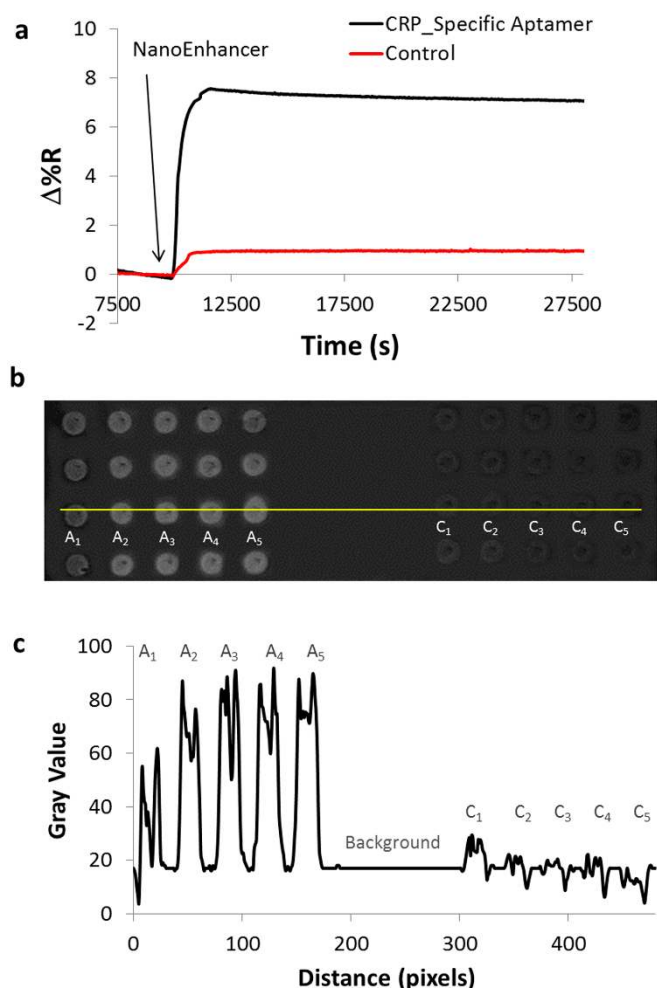 a
CRP_Specific Aptamer
Control
NanoEnhancer
10
8
6
4
2
0
-2
Δ%R
7500 12500 17500 22500 27500
Time (s)
b
A₁ A₂ A₃ A₄ A₅ C₁ C₂ C₃ C₄ C₅
c
100
80
60
40
20
0
Gray Value
A₁ A₂ A₃ A₄ A₅
Background
C₁ C₂ C₃ C₄ C₅
0 100 200 300 400
Distance (pixels)